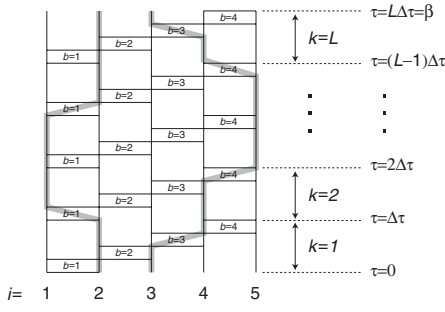 τ=LΔτ=β
b=4
b=3
k=L
b=2
b=1
τ=(L−1)Δτ
b=4
b=3
b=2
b=1
b=4
b=3
b=2
b=1
τ=2Δτ
b=4
b=3
k=2
b=2
b=1
τ=Δτ
b=4
b=3
k=1
b=2
b=1
τ=0
i= 1 2 3 4 5